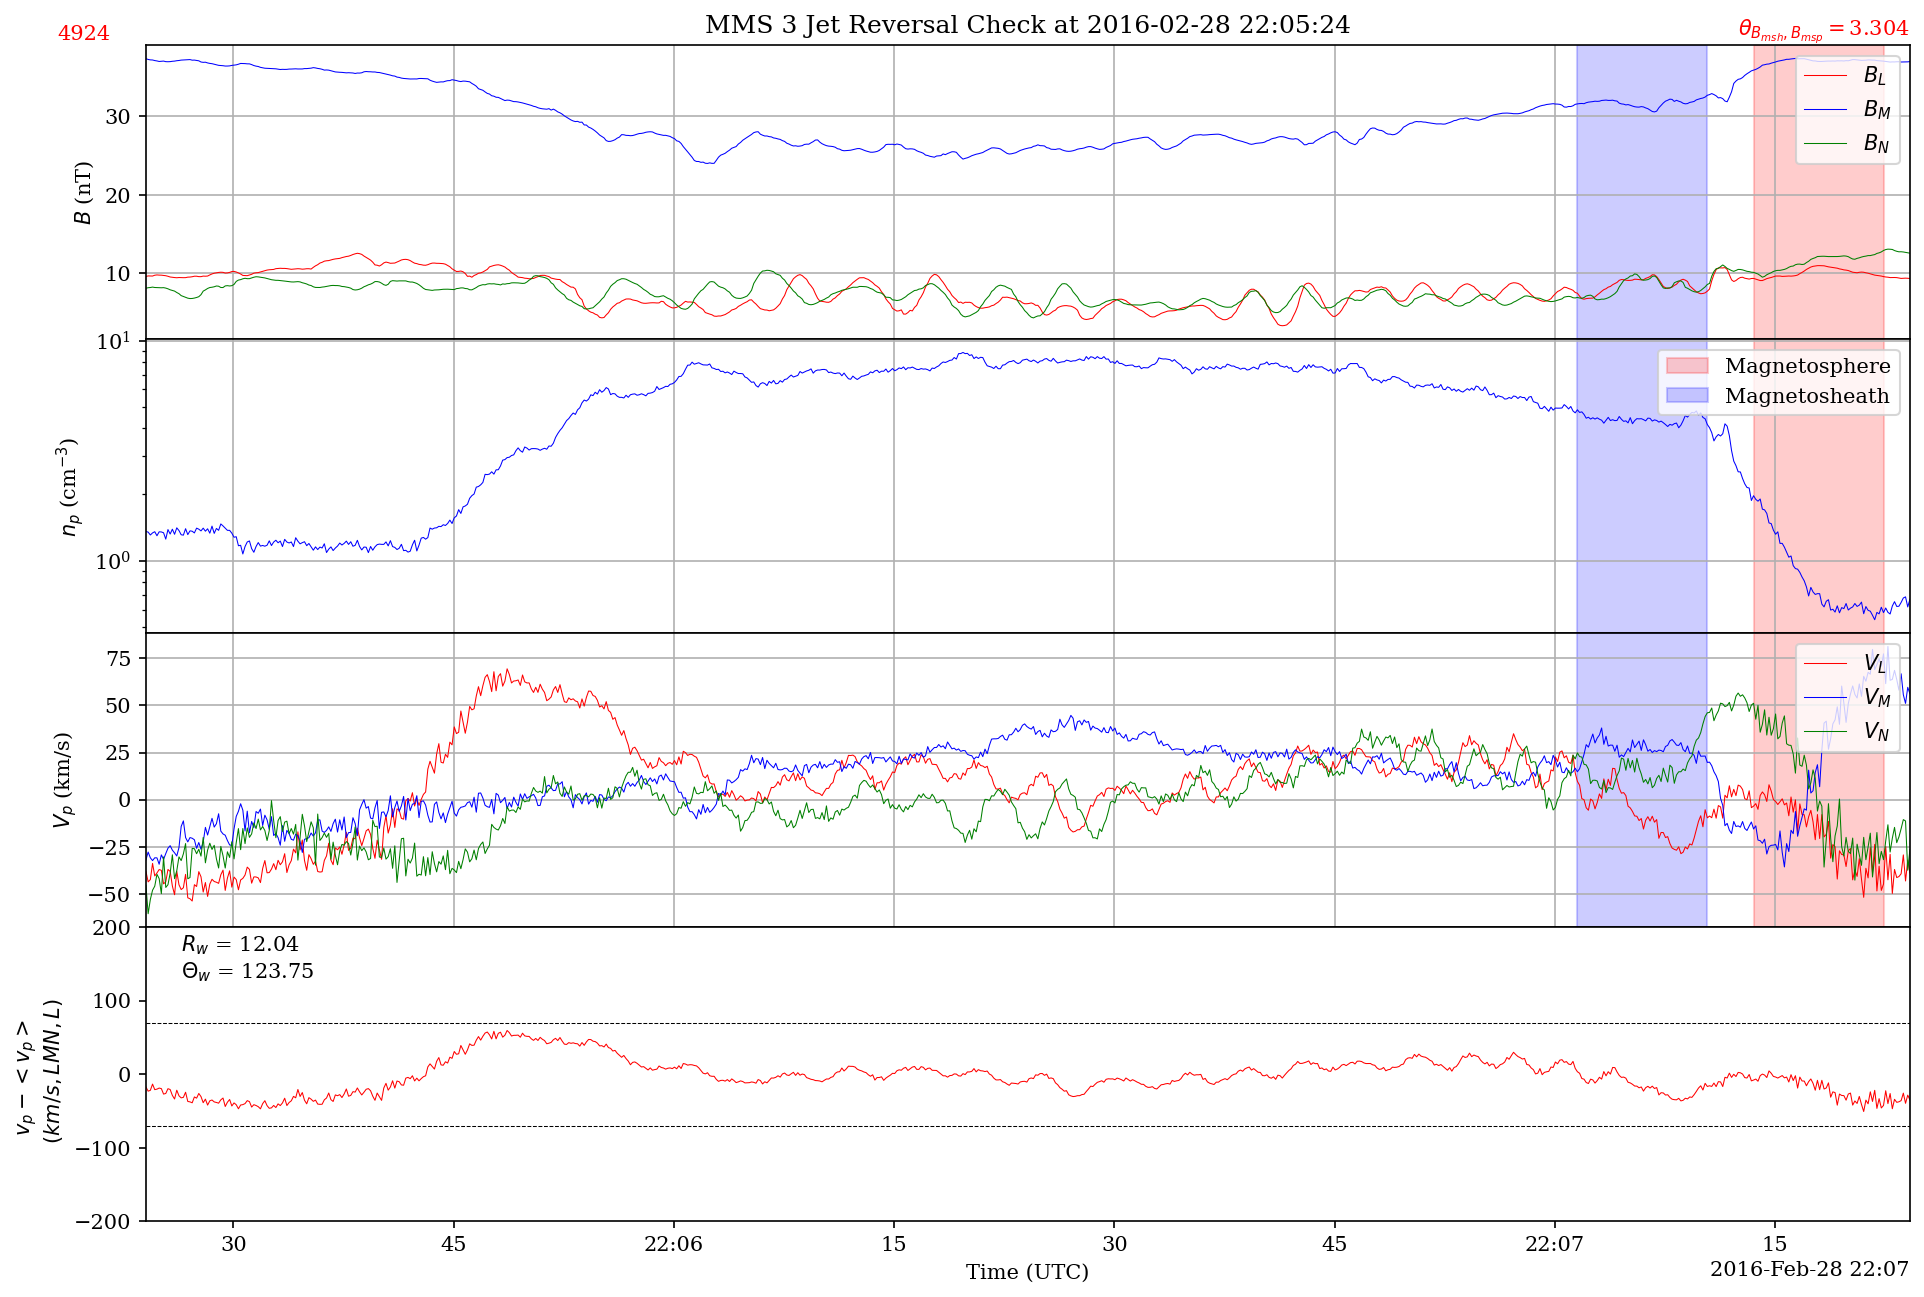 MMS 3 Jet Reversal Check at 2016-02-28 22:05:24
4924
θ_{B_{msh}, B_{msp}} = 3.304
B (nT)
30
20
10
B_L
B_M
B_N
n_p (cm^{−3})
10^1
10^0
Magnetosphere
Magnetosheath
V_p (km/s)
75
50
25
0
−25
−50
V_L
V_M
V_N
v_p − < v_p >
(km/s, LMN, L)
200
100
0
−100
−200
R_w = 12.04
Θ_w = 123.75
30
45
22:06
15
30
45
22:07
15
Time (UTC)
2016-Feb-28 22:07